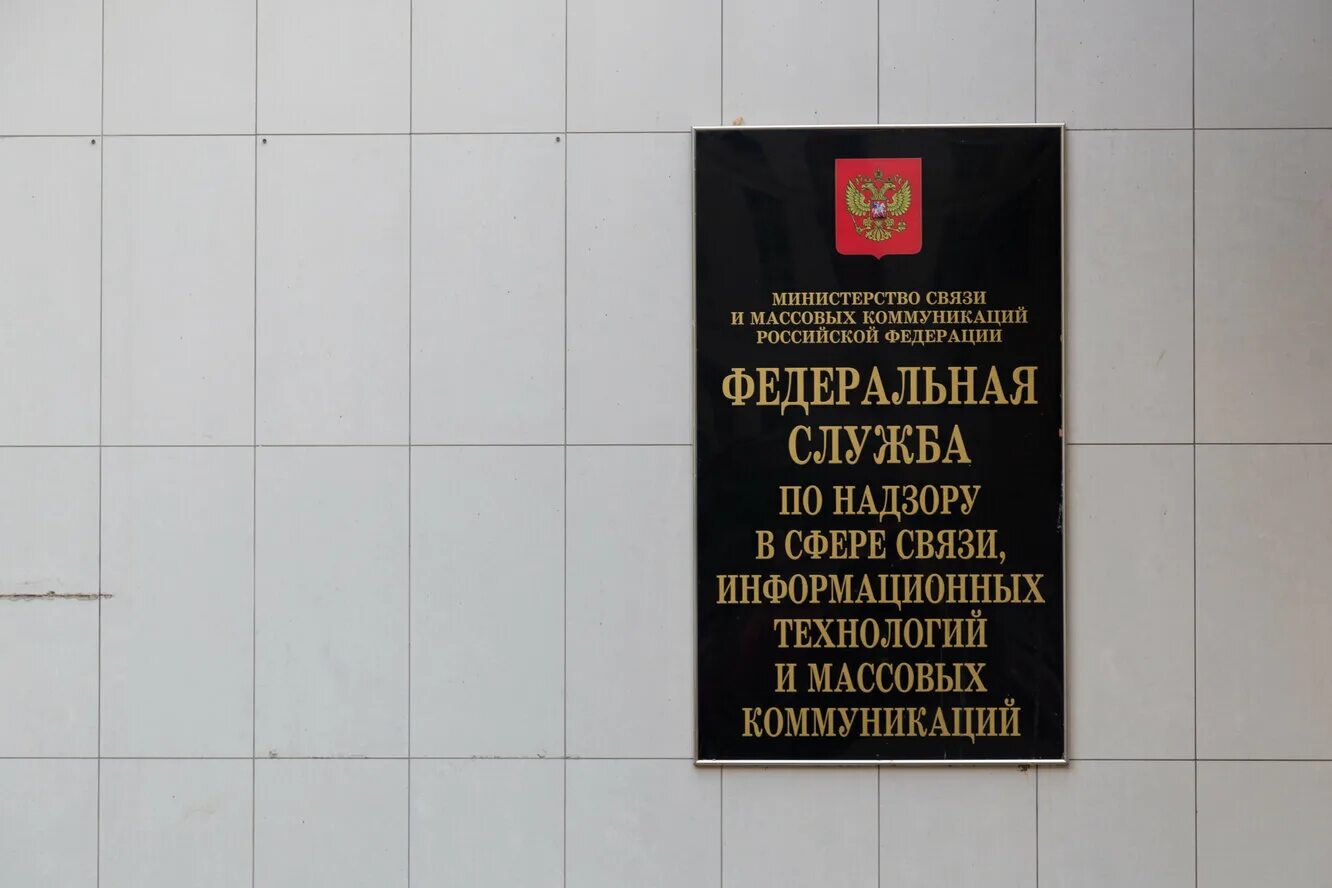 МИНИСТЕРСТВО СВЯЗИ
И МАССОВЫХ КОММУНИКАЦИЙ
РОССИЙСКОЙ ФЕДЕРАЦИИ
ФЕДЕРАЛЬНАЯ
СЛУЖБА
ПО НАДЗОРУ
В СФЕРЕ СВЯЗИ,
ИНФОРМАЦИОННЫХ
ТЕХНОЛОГИЙ
И МАССОВЫХ
КОММУНИКАЦИЙ